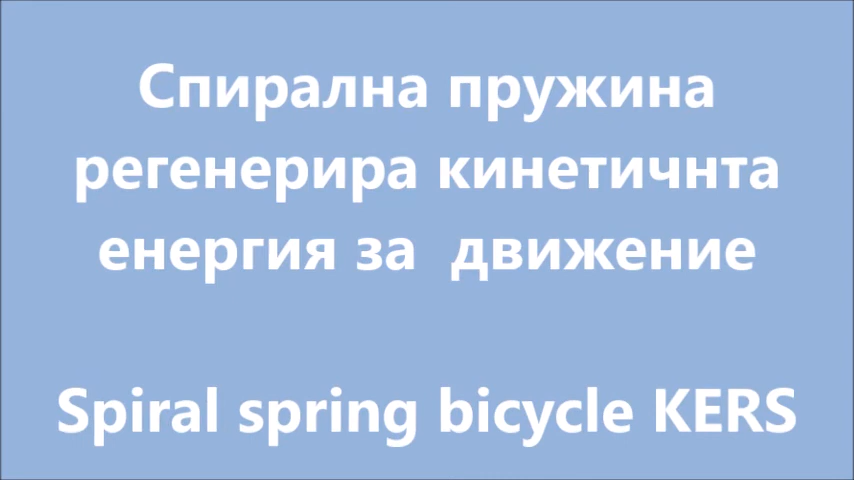 Спирална пружина
регенерира кинетичнта
енергия за движение
Spiral spring bicycle KERS